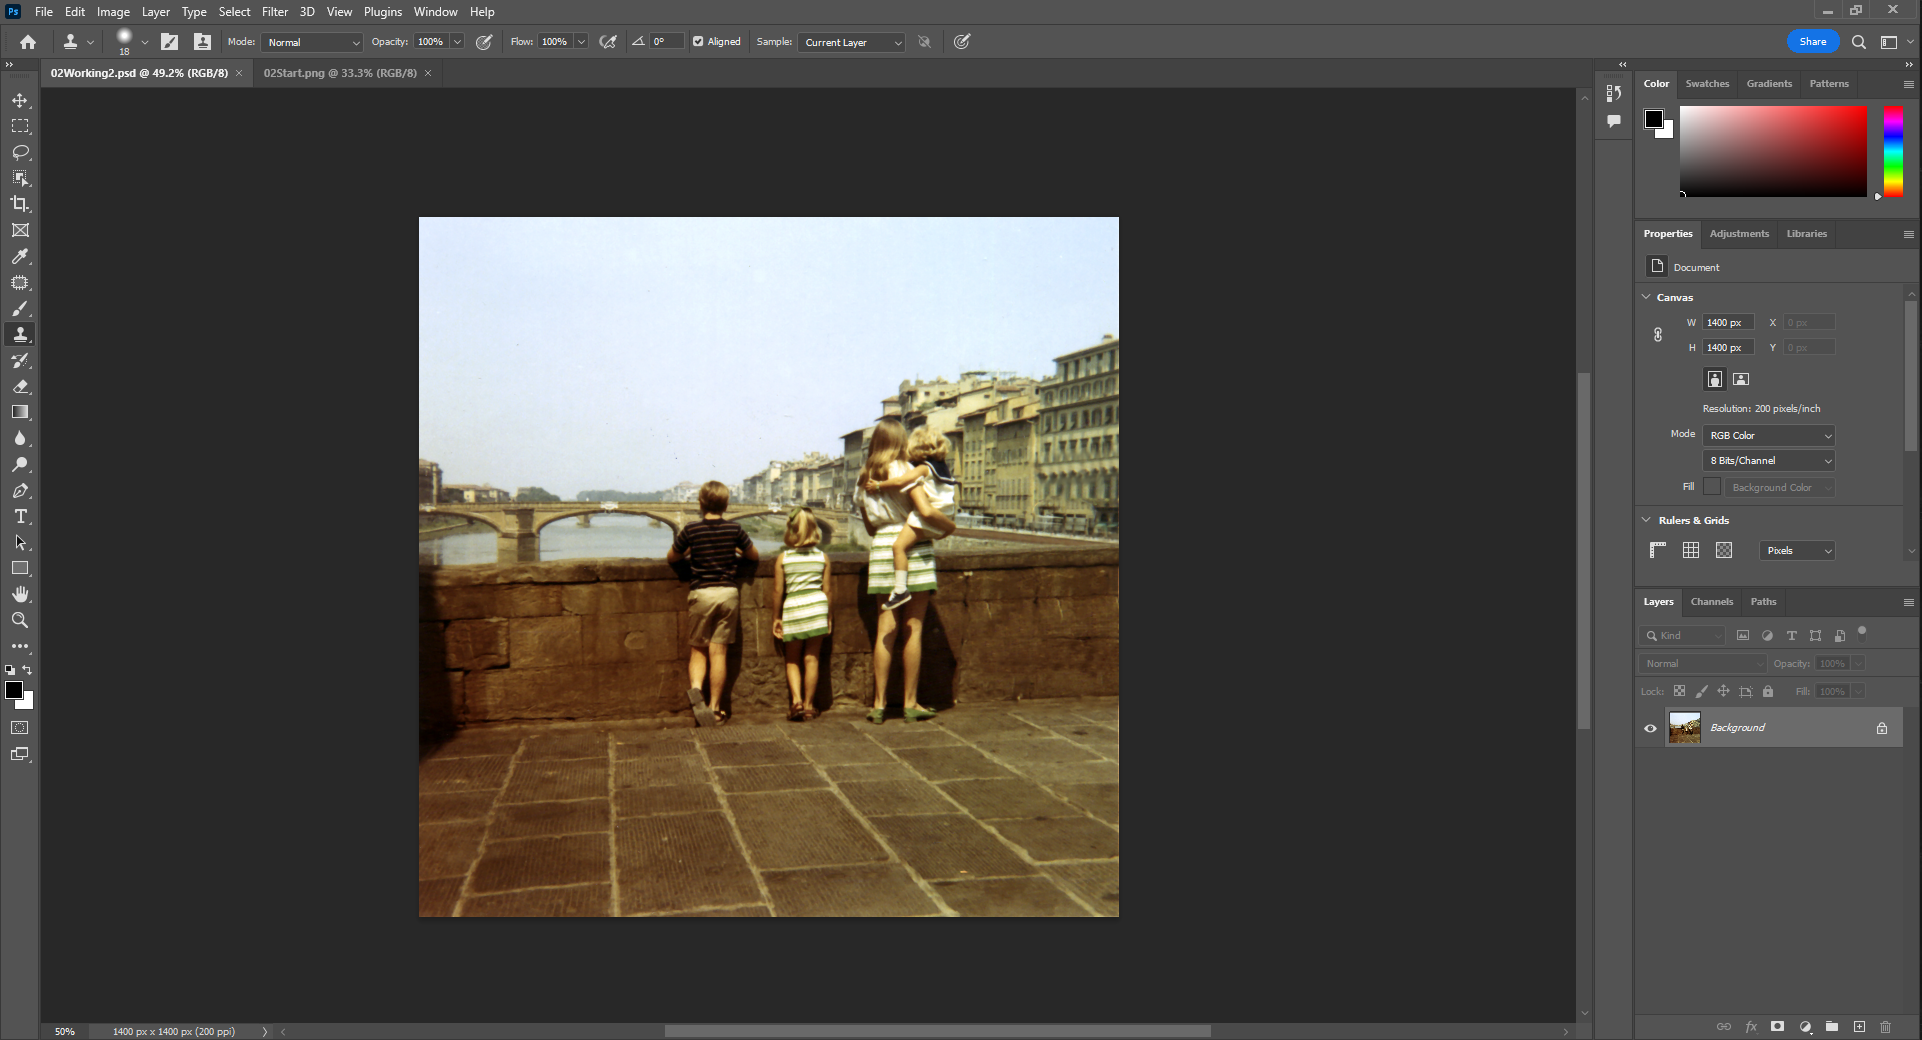 Ps File Edit Image Layer Type Select Filter 3D View Plugins Window Help
18 Mode: Normal Opacity: 100% Flow: 100% 0° Aligned Sample: Current Layer Share
02Working2.psd @ 49.2% (RGB/8) × 02Start.png @ 33.3% (RGB/8) ×
Color Swatches Gradients Patterns
Properties Adjustments Libraries
Document
Canvas
W 1400 px X 0 px
H 1400 px Y 0 px
Resolution: 200 pixels/inch
Mode RGB Color
8 Bits/Channel
Fill Background Color
Rulers & Grids
Pixels
Layers Channels Paths
Kind
Normal Opacity: 100%
Lock: Fill: 100%
Background
fx
50% 1400 px x 1400 px (200 ppi)